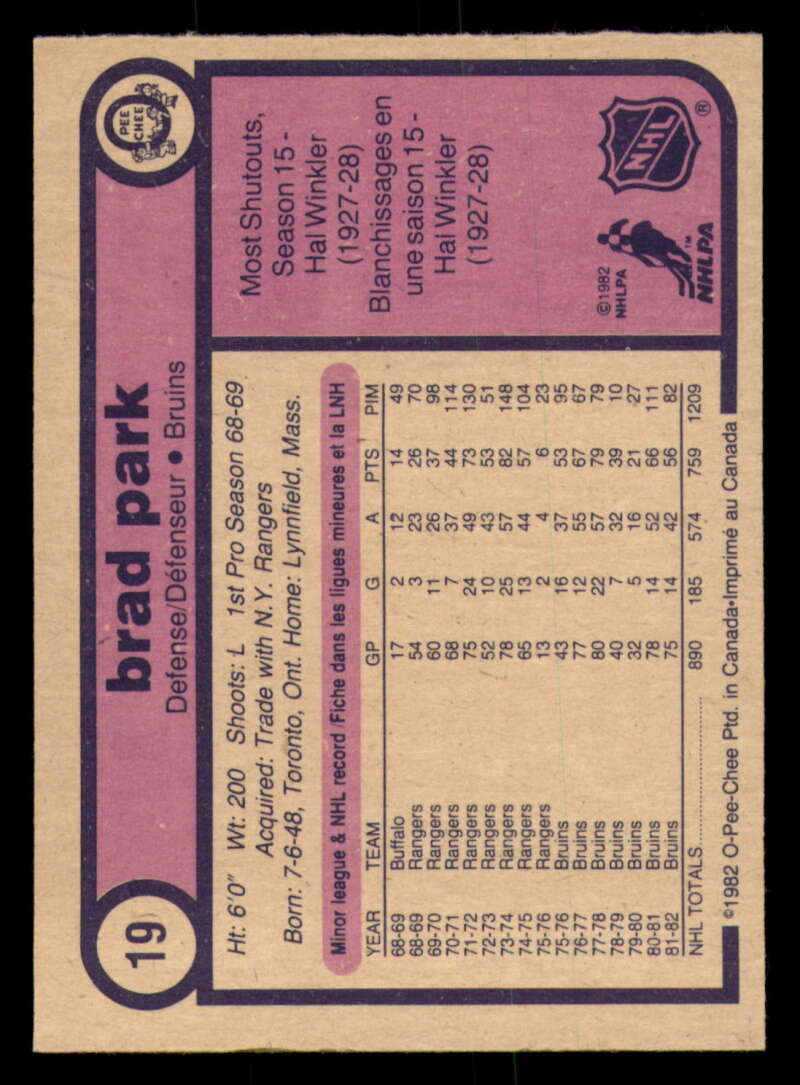 19
brad park
Defense/Défenseur • Bruins
O
PEE
CHEE
Ht: 6'0" Wt: 200 Shoots: L 1st Pro Season 68-69
Acquired: Trade with N.Y. Rangers
Born: 7-6-48, Toronto, Ont. Home: Lynnfield, Mass.
Minor league & NHL record/Fiche dans les ligues mineures et la LNH
YEAR TEAM GP G A PTS PIM
68-69 Buffalo 17 2 12 14 49
68-69 Rangers 54 3 23 26 70
69-70 Rangers 60 11 26 37 98
70-71 Rangers 68 7 37 44 114
71-72 Rangers 75 24 49 73 130
72-73 Rangers 52 10 43 53 51
73-74 Rangers 78 25 57 82 148
74-75 Rangers 65 13 44 57 104
75-76 Rangers 13 2 4 6 23
75-76 Bruins 43 16 37 53 95
76-77 Bruins 77 12 55 67 67
77-78 Bruins 80 22 57 79 79
78-79 Bruins 40 7 32 39 10
79-80 Bruins 32 5 16 21 27
80-81 Bruins 78 14 52 66 111
81-82 Bruins 75 14 42 56 82
NHL TOTALS 890 185 574 759 1209
©1982 O-Pee-Chee Ptd. in Canada•Imprimé au Canada
Most Shutouts,
Season 15 -
Hal Winkler
(1927-28)
Blanchissages en
une saison 15 -
Hal Winkler
(1927-28)
©1982
NHLPA
™
NHLPA
NHL
®